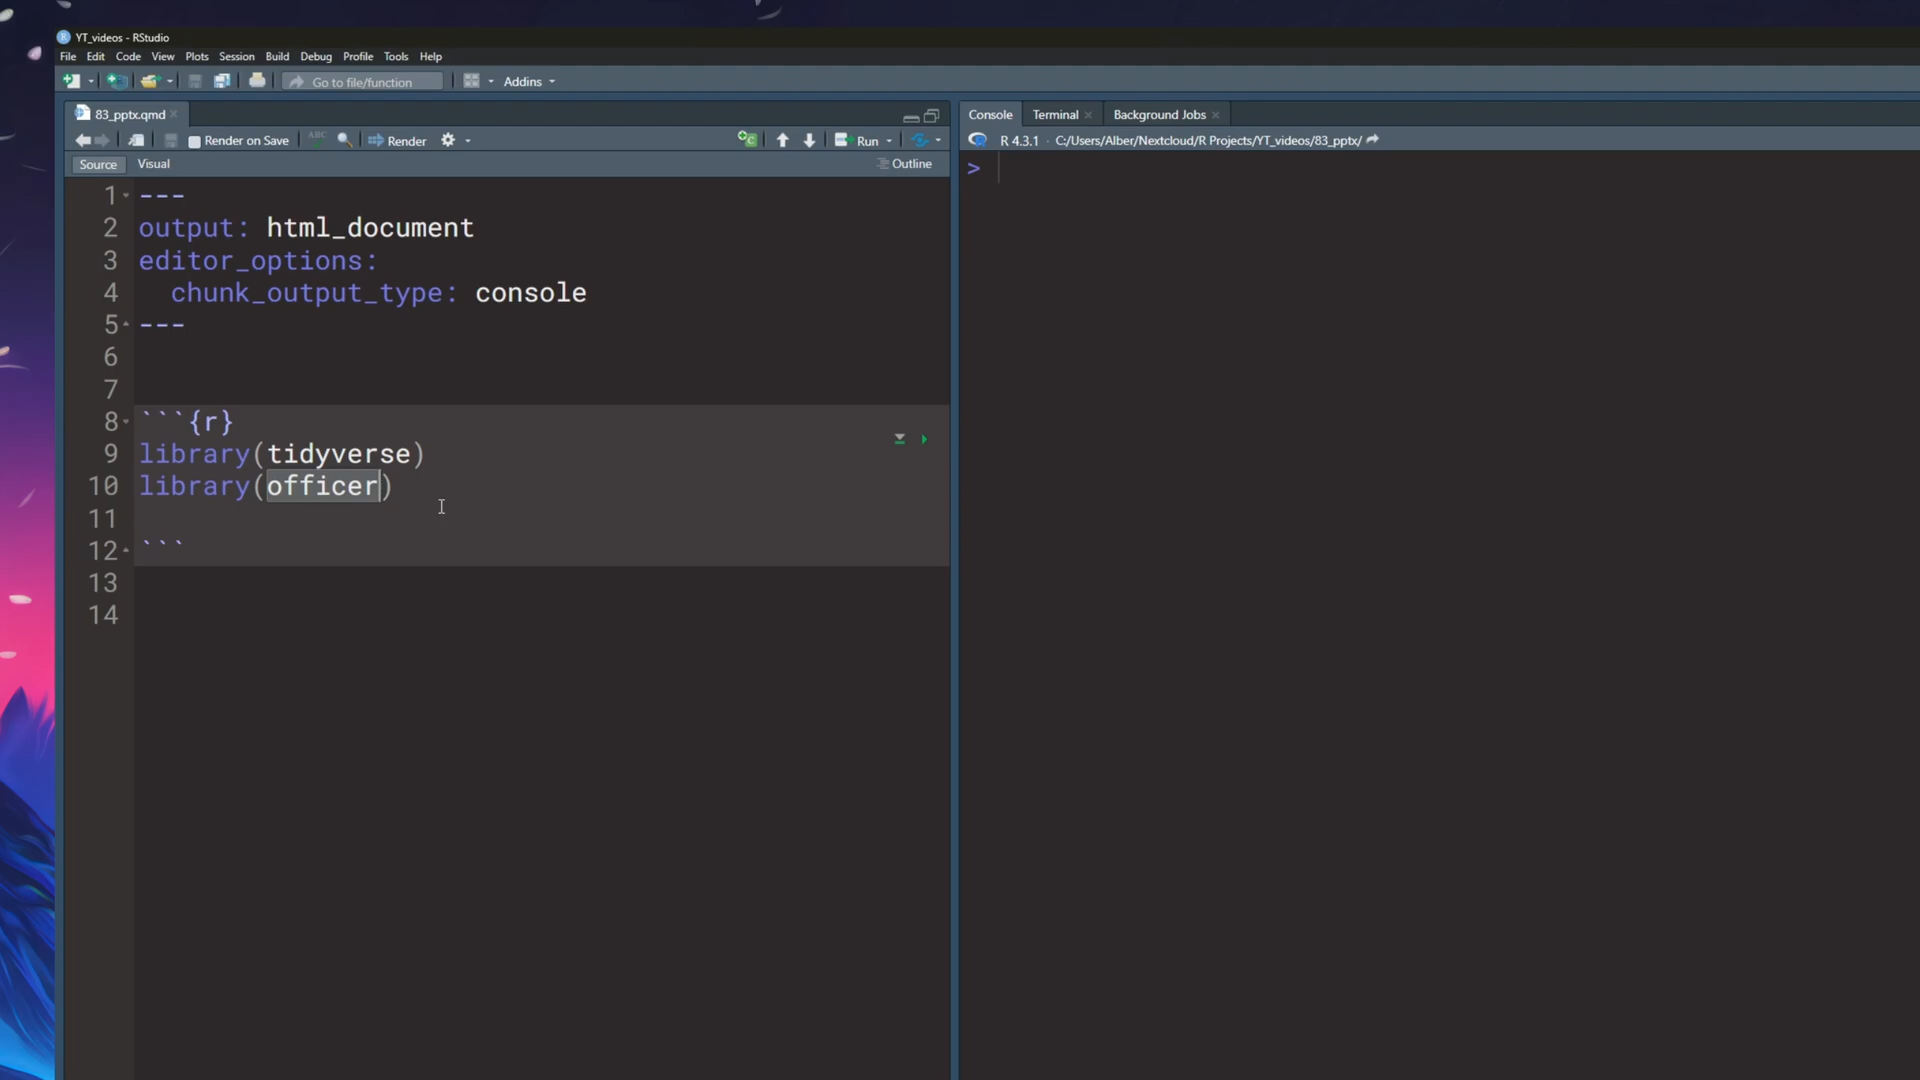 YT_videos - RStudio
File Edit Code View Plots Session Build Debug Profile Tools Help
Go to file/function Addins
83_pptx.qmd
Render on Save ABC Render Run
Source Visual Outline
1 ---
2 output: html_document
3 editor_options:
4   chunk_output_type: console
5 ---
6
7
8 ```{r}
9 library(tidyverse)
10 library(officer)
11
12 ```
13
14
Console Terminal Background Jobs
R 4.3.1 · C:/Users/Alber/Nextcloud/R Projects/YT_videos/83_pptx/
>